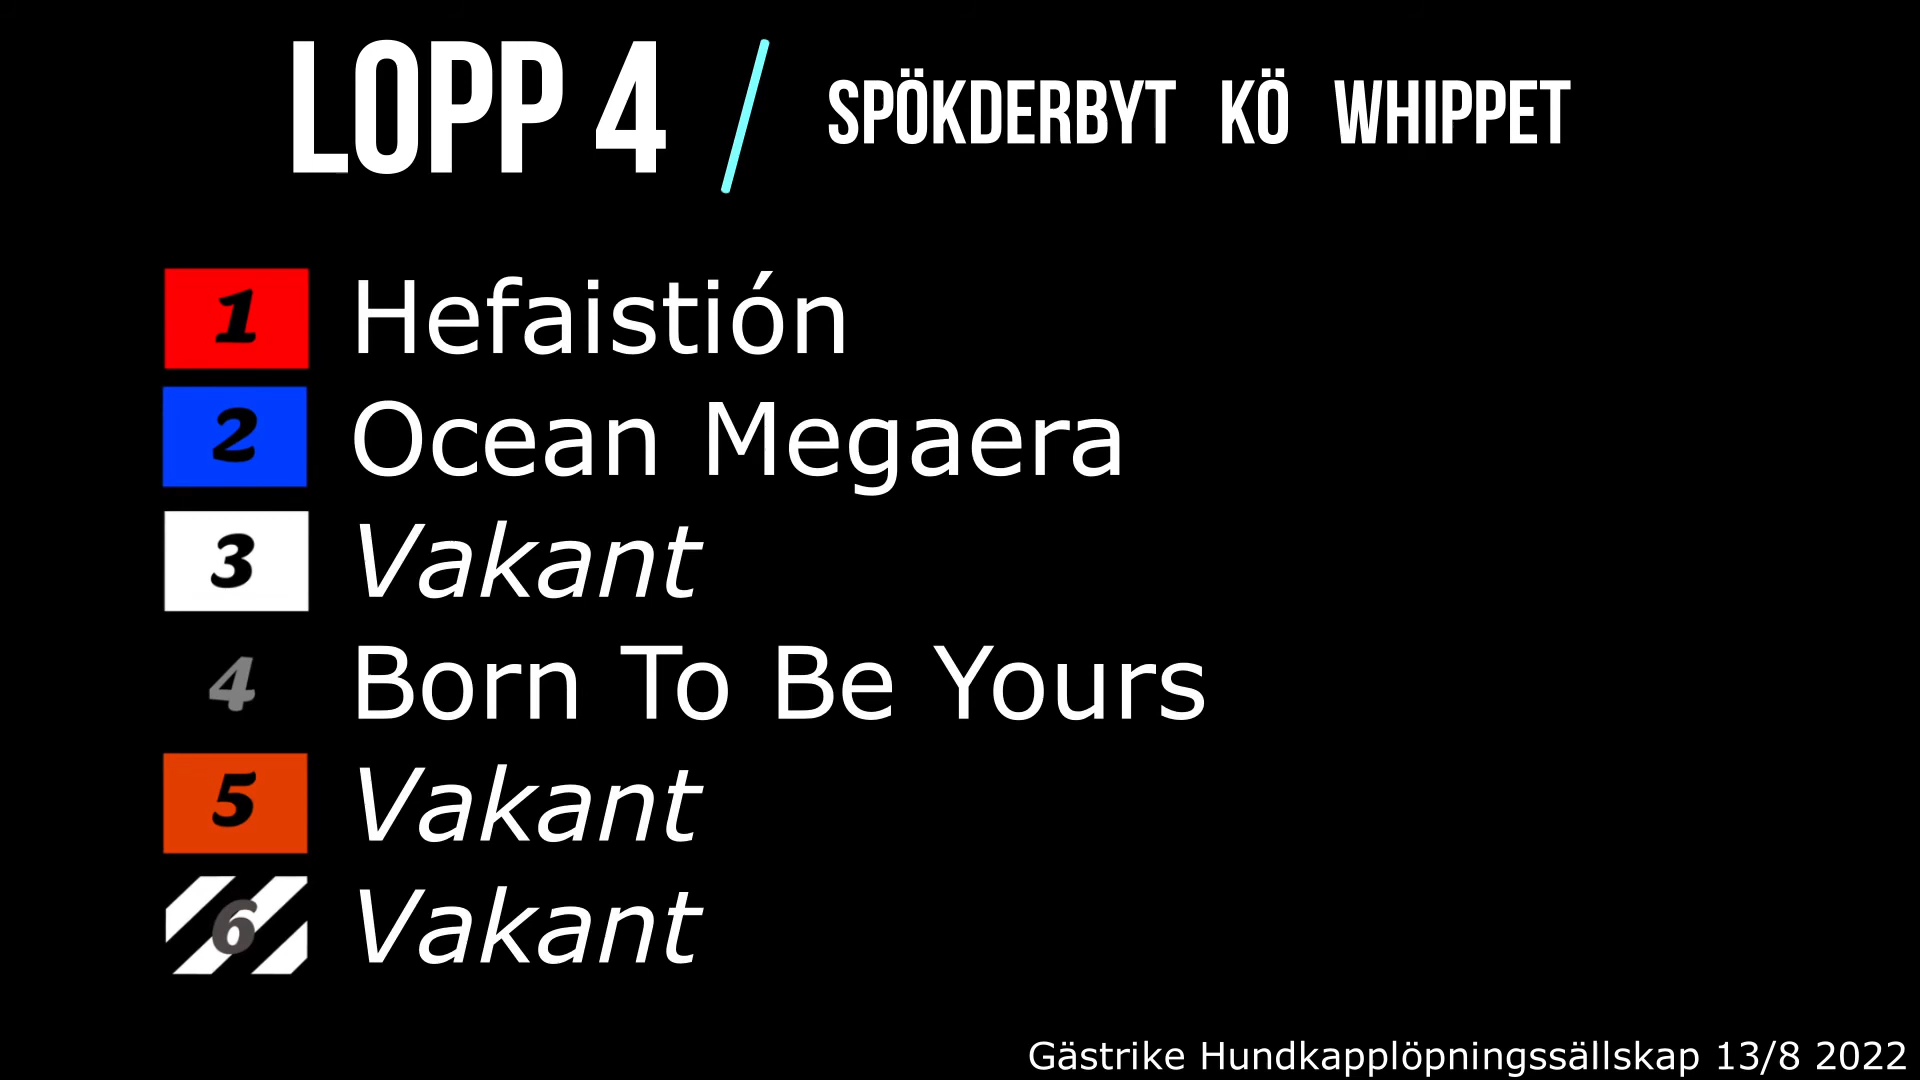 LOPP 4 / SPÖKDERBYT KÖ WHIPPET
1 Hefaistión
2 Ocean Megaera
3 Vakant
4 Born To Be Yours
5 Vakant
6 Vakant
Gästrike Hundkapplöpningssällskap 13/8 2022